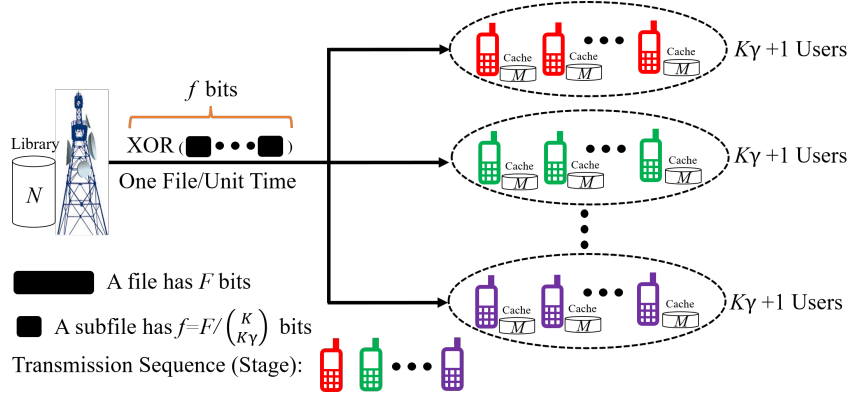 f bits
Library
N
XOR ( ••• )
One File/Unit Time
Cache
M
Cache
M
Cache
M
Kγ +1 Users
Cache
M
Cache
M
Cache
M
Kγ +1 Users
Cache
M
Cache
M
Cache
M
Kγ +1 Users
A file has F bits
A subfile has f=F/(K Kγ) bits
Transmission Sequence (Stage):